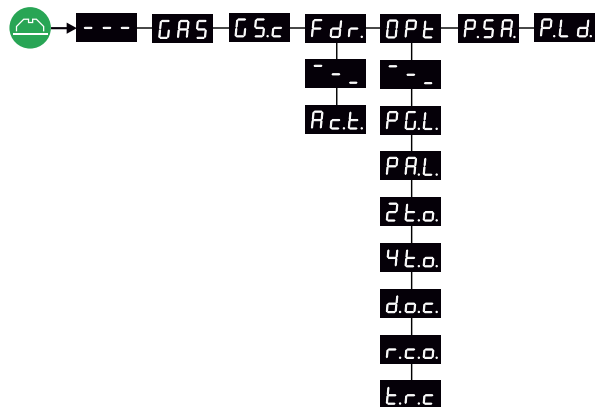 --- GAS GS.c Fdr. OPt P.SA. P.Ld.
- - _ - - _
Ac.t. PG.L.
PA.L.
2t.o.
4t.o.
d.o.c.
r.c.o.
t.r.c